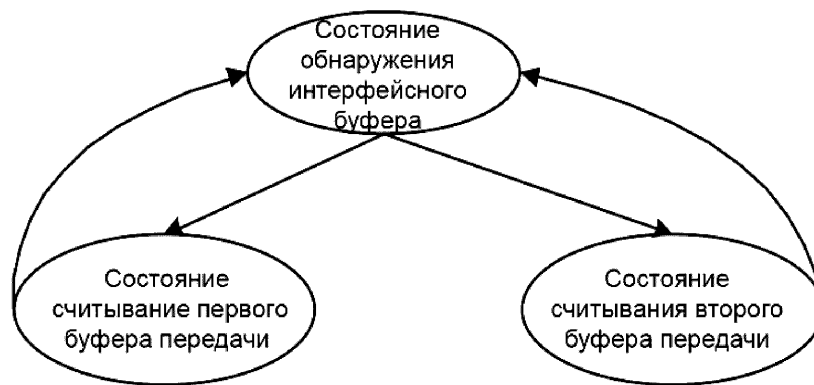 Состояние
обнаружения
интерфейсного
буфера
Состояние
считывание первого
буфера передачи
Состояние
считывания второго
буфера передачи